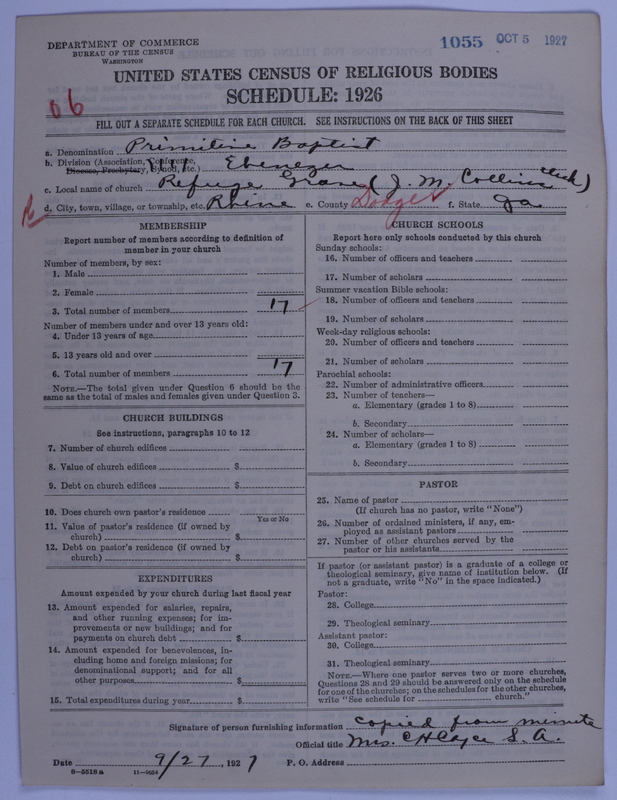 DEPARTMENT OF COMMERCE
BUREAU OF THE CENSUS
WASHINGTON
1055 OCT 5 1927
UNITED STATES CENSUS OF RELIGIOUS BODIES
SCHEDULE: 1926
06
FILL OUT A SEPARATE SCHEDULE FOR EACH CHURCH. SEE INSTRUCTIONS ON THE BACK OF THIS SHEET
a. Denomination Primitive Baptist
b. Division (Association, Conference,
Diocese, Presbytery, Synod, etc.) Ebenezer
c. Local name of church Refuge Grove (J. M. Collins clerk)
R d. City, town, village, or township, etc. Rhine e. County Dodge f. State Ga
MEMBERSHIP
Report number of members according to definition of
member in your church
Number of members, by sex:
1. Male
2. Female
3. Total number of members 17
Number of members under and over 13 years old:
4. Under 13 years of age
5. 13 years old and over
6. Total number of members 17
NOTE.—The total given under Question 6 should be the
same as the total of males and females given under Question 3.
CHURCH BUILDINGS
See instructions, paragraphs 10 to 12
7. Number of church edifices
8. Value of church edifices $
9. Debt on church edifices $
10. Does church own pastor's residence
Yes or No
11. Value of pastor's residence (if owned by
church) $
12. Debt on pastor's residence (if owned by
church) $
EXPENDITURES
Amount expended by your church during last fiscal year
13. Amount expended for salaries, repairs,
and other running expenses; for im-
provements or new buildings; and for
payments on church debt $
14. Amount expended for benevolences, in-
cluding home and foreign missions; for
denominational support; and for all
other purposes $
15. Total expenditures during year $
CHURCH SCHOOLS
Report here only schools conducted by this church
Sunday schools:
16. Number of officers and teachers
17. Number of scholars
Summer vacation Bible schools:
18. Number of officers and teachers
19. Number of scholars
Week-day religious schools:
20. Number of officers and teachers
21. Number of scholars
Parochial schools:
22. Number of administrative officers
23. Number of teachers—
a. Elementary (grades 1 to 8)
b. Secondary
24. Number of scholars—
a. Elementary (grades 1 to 8)
b. Secondary
PASTOR
25. Name of pastor
(If church has no pastor, write "None")
26. Number of ordained ministers, if any, em-
ployed as assistant pastors
27. Number of other churches served by the
pastor or his assistants
If pastor (or assistant pastor) is a graduate of a college or
theological seminary, give name of institution below. (If
not a graduate, write "No" in the space indicated.)
Pastor:
28. College
29. Theological seminary
Assistant pastor:
30. College
31. Theological seminary
NOTE.—Where one pastor serves two or more churches,
Questions 28 and 29 should be answered only on the schedule
for one of the churches; on the schedules for the other churches,
write "See schedule for church."
Signature of person furnishing information copied from minute
Official title Mrs. C H Cayce S. A.
Date 9/27, 1927 P. O. Address
8-5518 a 11-9654